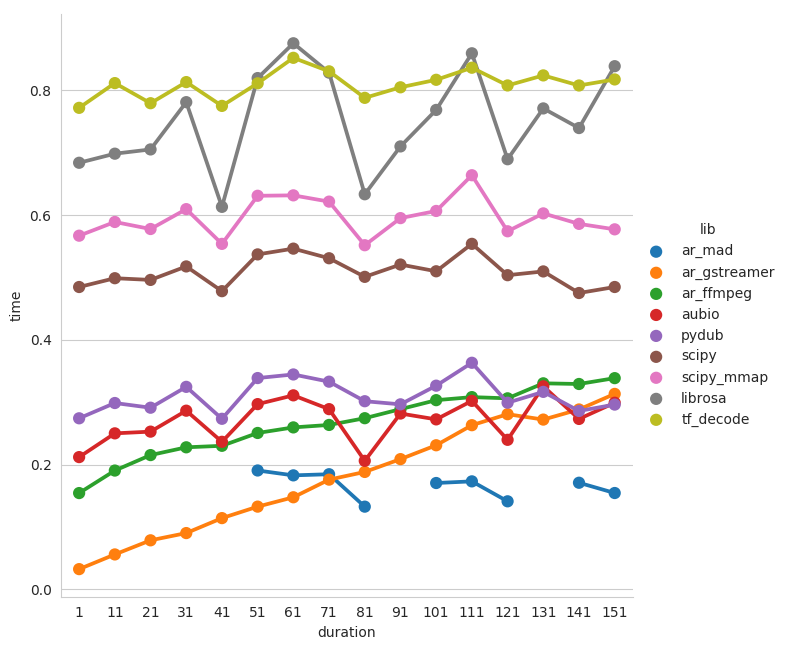 0.8
0.6
0.4
0.2
0.0
time
1 11 21 31 41 51 61 71 81 91 101 111 121 131 141 151
duration
lib
ar_mad
ar_gstreamer
ar_ffmpeg
aubio
pydub
scipy
scipy_mmap
librosa
tf_decode